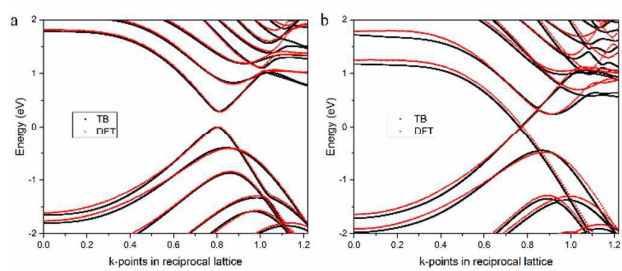 a
b
2
1
0
-1
-2
Energy (eV)
TB
DFT
0.0 0.2 0.4 0.6 0.8 1.0 1.2
k-points in reciprocal lattice
2
1
0
-1
-2
Energy (eV)
TB
DFT
0.0 0.2 0.4 0.6 0.8 1.0 1.2
k-points in reciprocal lattice